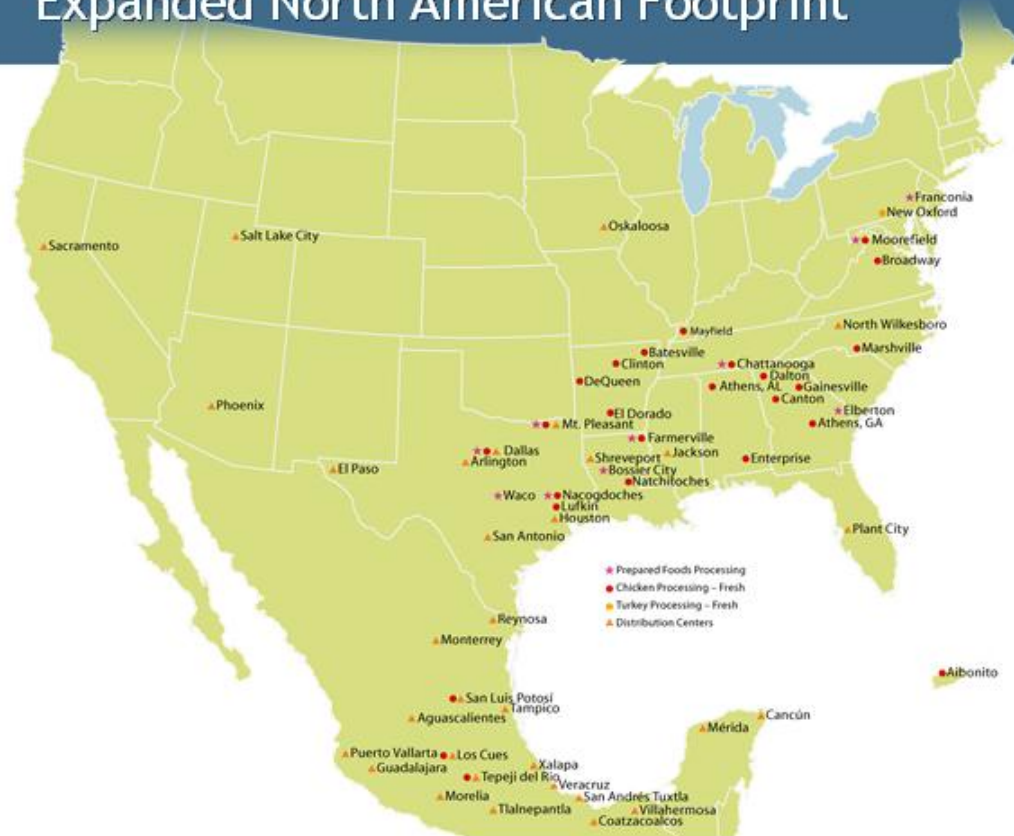 Expanded North American Footprint
Franconia
New Oxford
Oskaloosa
Salt Lake City
Moorefield
Sacramento
Broadway
North Wilkesboro
Mayfield
Marshville
Batesville
Clinton
Chattanooga
Dalton
DeQueen
Athens, AL
Gainesville
Canton
Phoenix
Elberton
El Dorado
Athens, GA
Mt. Pleasant
Farmerville
Dallas
Jackson
Shreveport
Enterprise
Arlington
El Paso
Bossier City
Natchitoches
Waco
Nacogdoches
Lufkin
Houston
Plant City
San Antonio
Prepared Foods Processing
Chicken Processing – Fresh
Turkey Processing – Fresh
Distribution Centers
Reynosa
Monterrey
Aibonito
San Luis Potosí
Tampico
Cancún
Aguascalientes
Mérida
Puerto Vallarta
Los Cues
Xalapa
Guadalajara
Tepeji del Rio
Veracruz
Morelia
San Andrés Tuxtla
Tlalnepantla
Villahermosa
Coatzacoalcos